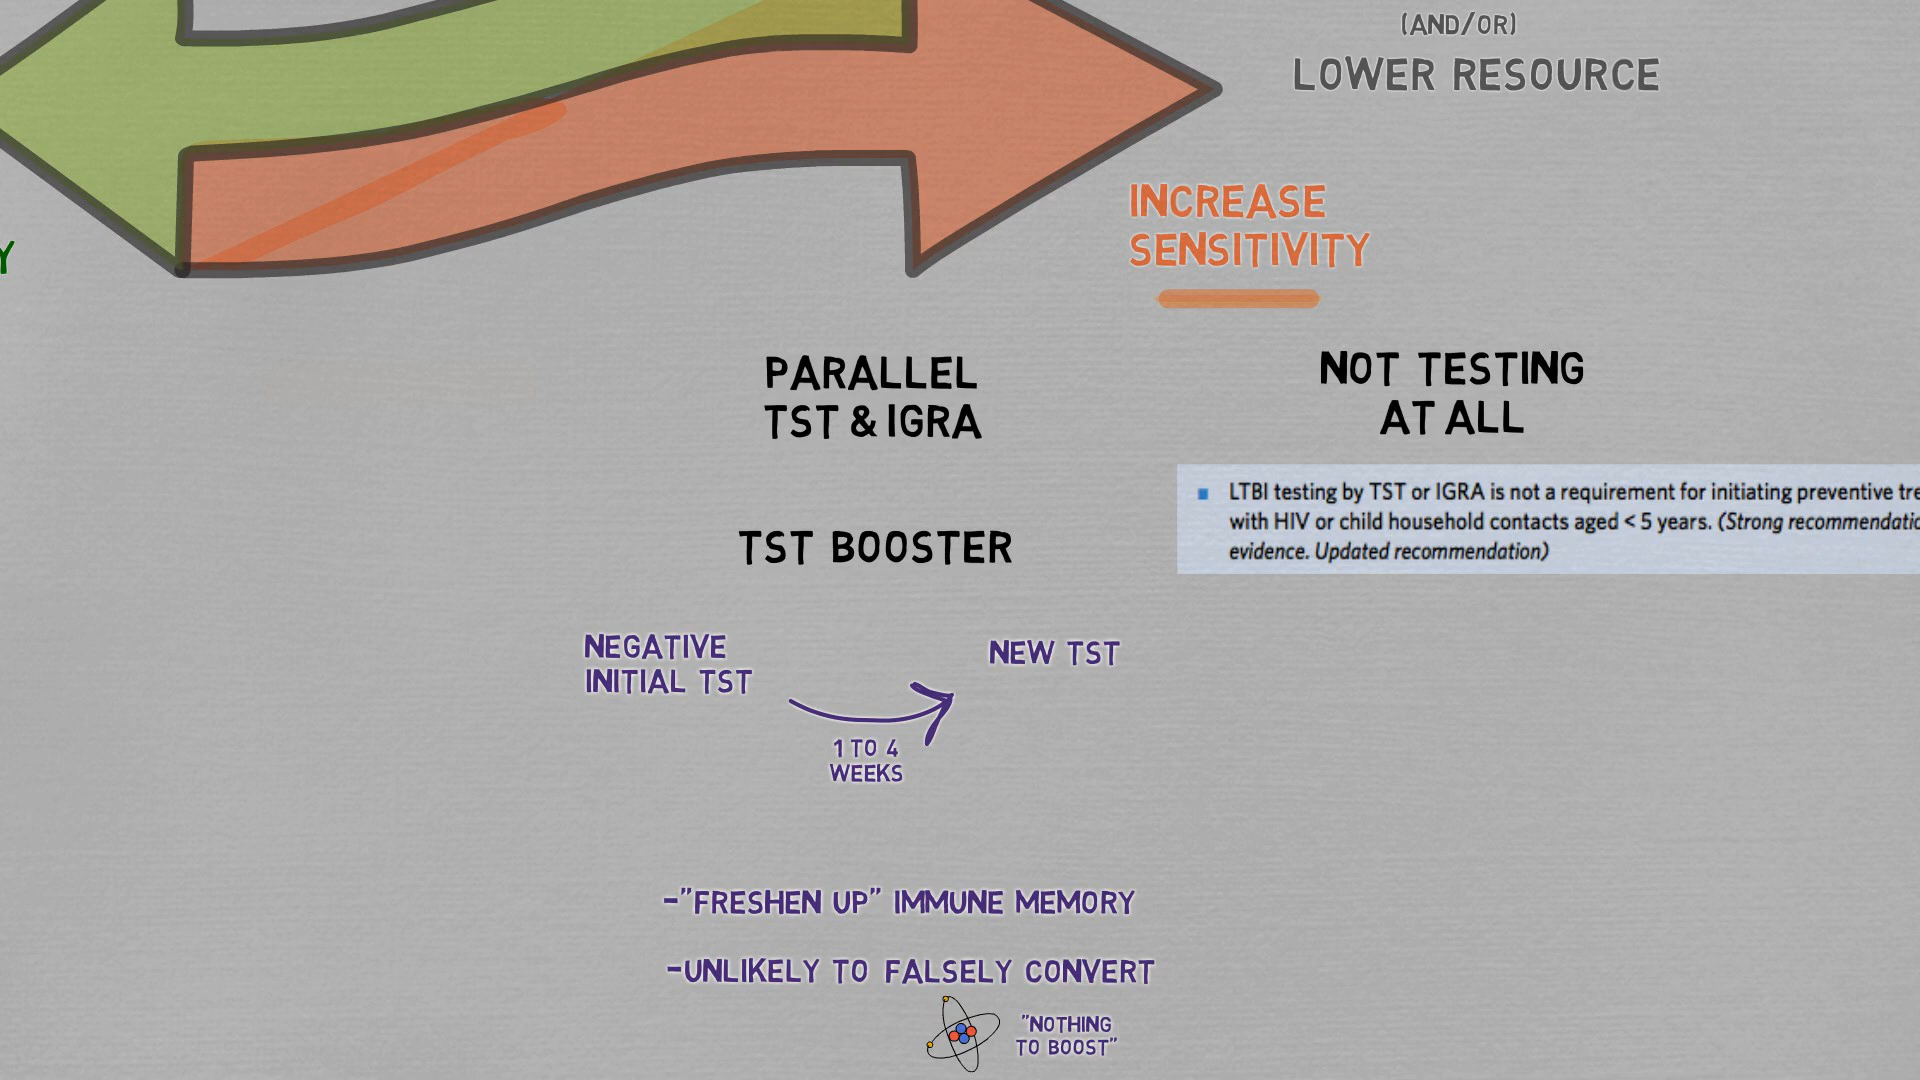 (AND/OR)
LOWER RESOURCE
INCREASE
SENSITIVITY
Y
PARALLEL
TST & IGRA
NOT TESTING
AT ALL
LTBI testing by TST or IGRA is not a requirement for initiating preventive tre
with HIV or child household contacts aged < 5 years. (Strong recommendatio
evidence. Updated recommendation)
TST BOOSTER
NEGATIVE
INITIAL TST
NEW TST
1 TO 4
WEEKS
-"FRESHEN UP" IMMUNE MEMORY
-UNLIKELY TO FALSELY CONVERT
"NOTHING
TO BOOST"